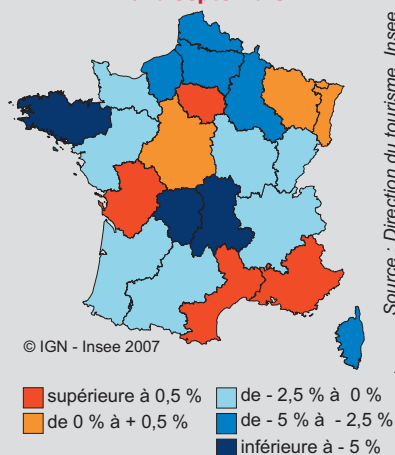 © IGN - Insee 2007
supérieure à 0,5 %
de 0 % à + 0,5 %
de - 2,5 % à 0 %
de - 5 % à - 2,5 %
inférieure à - 5 %
Source : Direction du tourisme, Insee